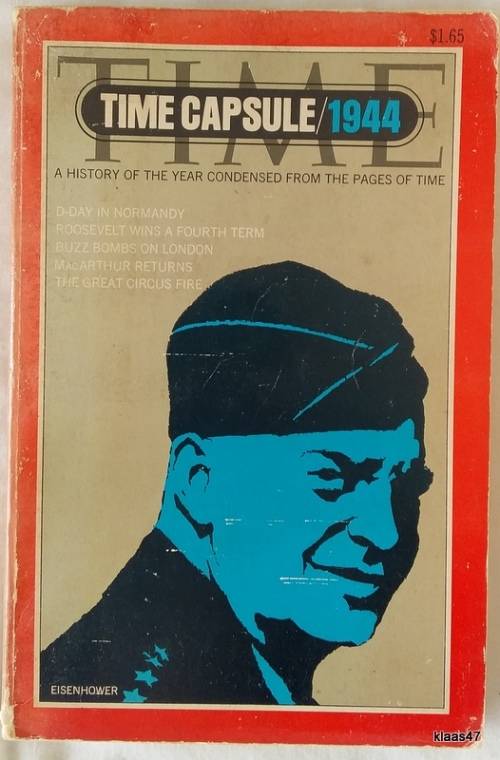 $1.65
TIME
TIME CAPSULE/1944
A HISTORY OF THE YEAR CONDENSED FROM THE PAGES OF TIME
D-DAY IN NORMANDY
ROOSEVELT WINS A FOURTH TERM
BUZZ BOMBS ON LONDON
MacARTHUR RETURNS
THE GREAT CIRCUS FIRE
EISENHOWER
klaas47